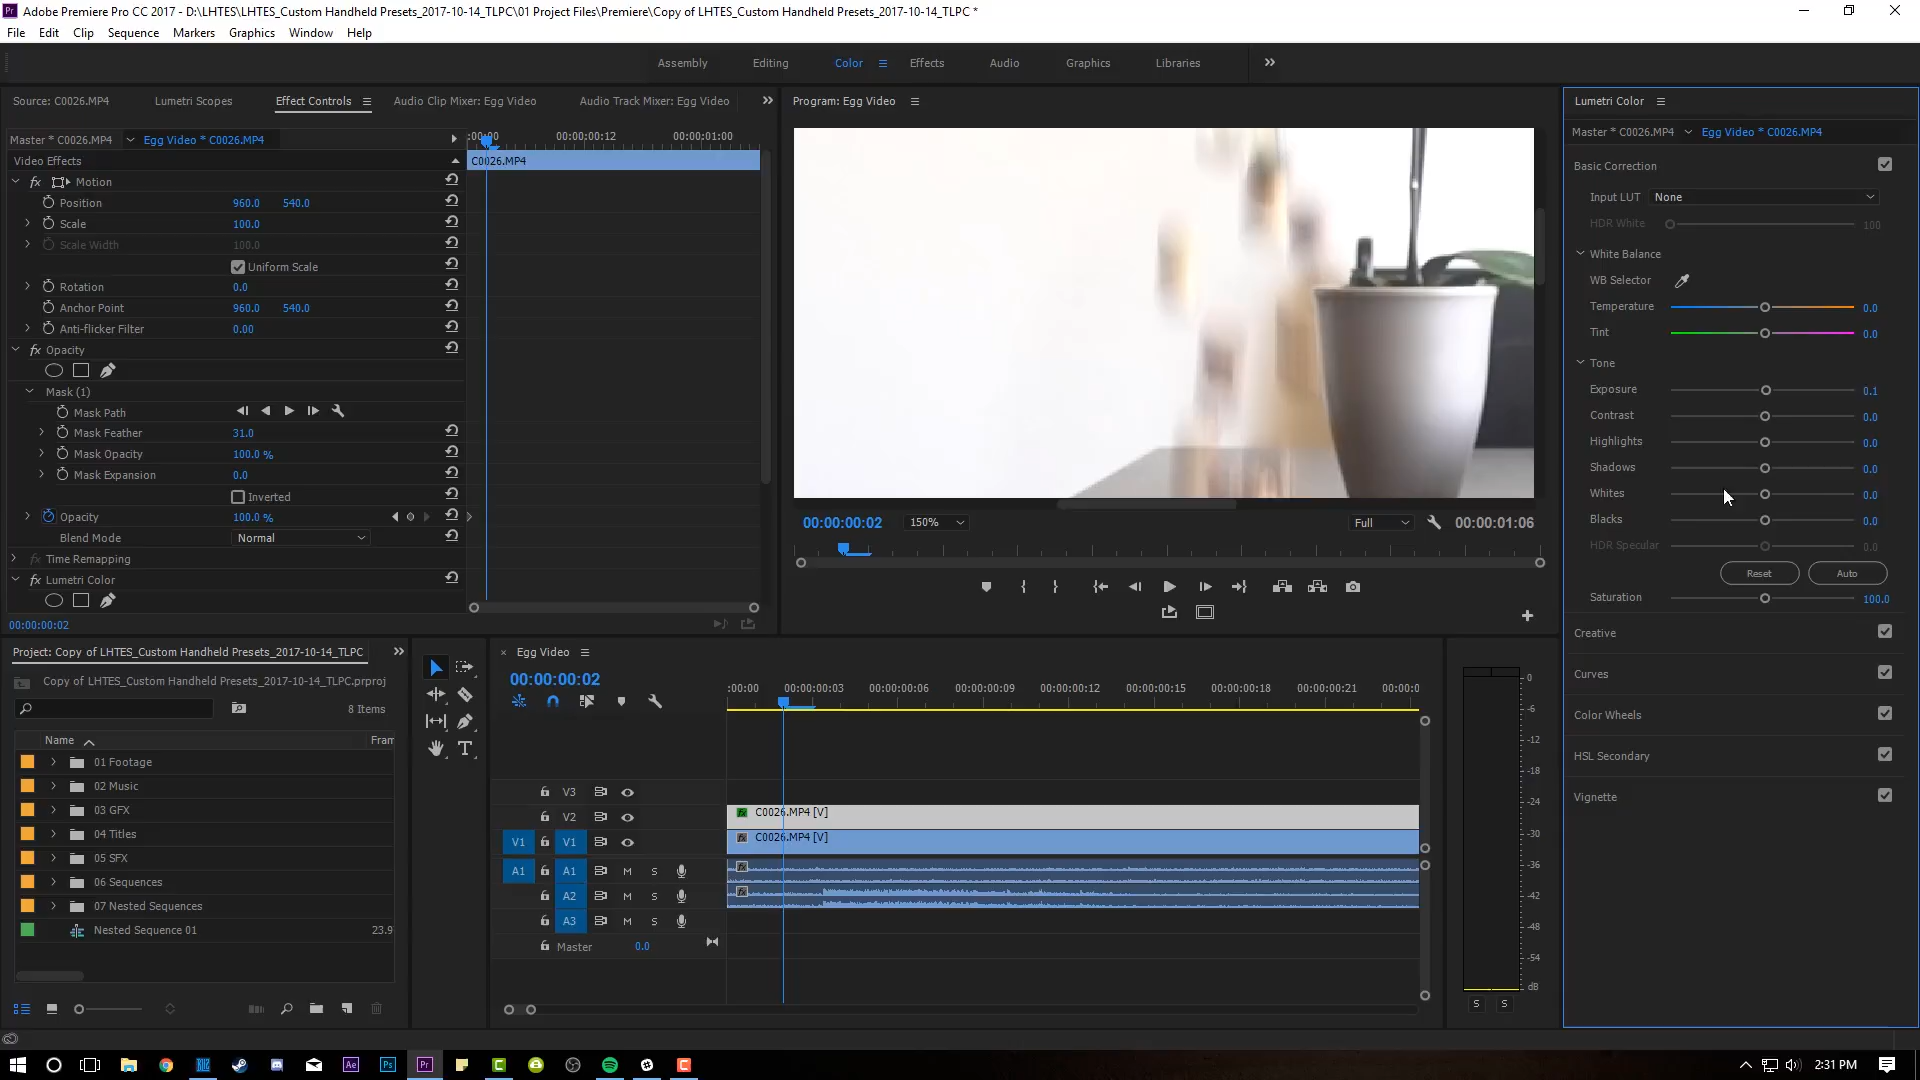 Adobe Premiere Pro CC 2017 - D:\LHTES\LHTES_Custom Handheld Presets_2017-10-14_TLPC\01 Project Files\Premiere\Copy of LHTES_Custom Handheld Presets_2017-10-14_TLPC *
File Edit Clip Sequence Markers Graphics Window Help
Assembly Editing Color Effects Audio Graphics Libraries
Source: C0026.MP4 Lumetri Scopes Effect Controls Audio Clip Mixer: Egg Video Audio Track Mixer: Egg Video
Master * C0026.MP4 Egg Video * C0026.MP4
:00:00 00:00:00:12 00:00:01:00
Video Effects
C0026.MP4
fx Motion
Position 960.0 540.0
Scale 100.0
Scale Width 100.0
Uniform Scale
Rotation 0.0
Anchor Point 960.0 540.0
Anti-flicker Filter 0.00
fx Opacity
Mask (1)
Mask Path
Mask Feather 31.0
Mask Opacity 100.0 %
Mask Expansion 0.0
Inverted
Opacity 100.0 %
Blend Mode Normal
fx Time Remapping
fx Lumetri Color
00:00:00:02
Program: Egg Video
00:00:00:02 150% Full 00:00:01:06
Lumetri Color
Master * C0026.MP4 Egg Video * C0026.MP4
Basic Correction
Input LUT None
HDR White 100
White Balance
WB Selector
Temperature 0.0
Tint 0.0
Tone
Exposure 0.1
Contrast 0.0
Highlights 0.0
Shadows 0.0
Whites 0.0
Blacks 0.0
HDR Specular 0.0
Reset Auto
Saturation 100.0
Creative
Curves
Color Wheels
HSL Secondary
Vignette
Project: Copy of LHTES_Custom Handheld Presets_2017-10-14_TLPC
Copy of LHTES_Custom Handheld Presets_2017-10-14_TLPC.prproj
8 Items
Name Fram
01 Footage
02 Music
03 GFX
04 Titles
05 SFX
06 Sequences
07 Nested Sequences
Nested Sequence 01 23.9
× Egg Video
00:00:00:02
:00:00 00:00:00:03 00:00:00:06 00:00:00:09 00:00:00:12 00:00:00:15 00:00:00:18 00:00:00:21 00:00:0
V3
V2 fx C0026.MP4 [V]
V1 V1 fx C0026.MP4 [V]
A1 A1 M S fx
A2 M S fx
A3 M S
Master 0.0
0
-6
-12
-18
-24
-30
-36
-42
-48
-54
dB
S S
Ae Ps Pr 2:31 PM